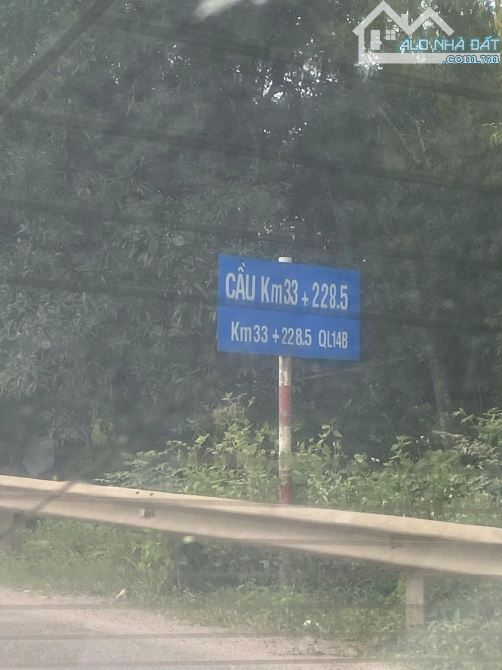 ALO NHÀ ĐẤT
.com.vn
CẦU Km33 + 228.5
Km33 + 228.5 QL14B